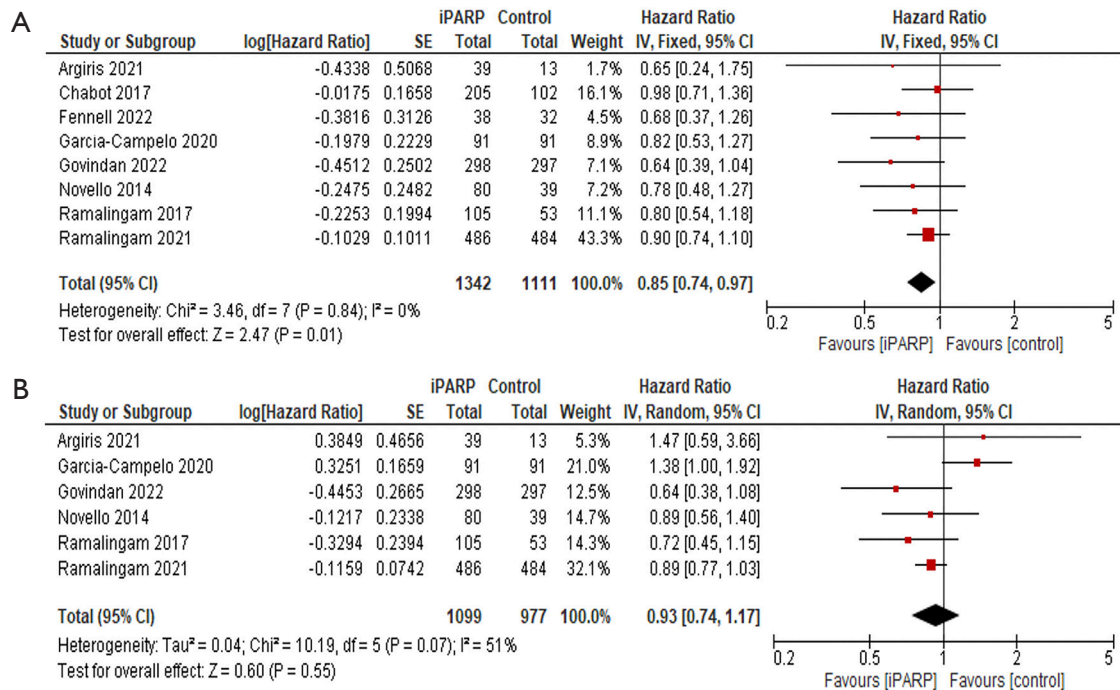 A
iPARP Control Hazard Ratio Hazard Ratio
Study or Subgroup log[Hazard Ratio] SE Total Total Weight IV, Fixed, 95% CI IV, Fixed, 95% CI
Argiris 2021 -0.4338 0.5068 39 13 1.7% 0.65 [0.24, 1.75]
Chabot 2017 -0.0175 0.1658 205 102 16.1% 0.98 [0.71, 1.36]
Fennell 2022 -0.3816 0.3126 38 32 4.5% 0.68 [0.37, 1.26]
Garcia-Campelo 2020 -0.1979 0.2229 91 91 8.9% 0.82 [0.53, 1.27]
Govindan 2022 -0.4512 0.2502 298 297 7.1% 0.64 [0.39, 1.04]
Novello 2014 -0.2475 0.2482 80 39 7.2% 0.78 [0.48, 1.27]
Ramalingam 2017 -0.2253 0.1994 105 53 11.1% 0.80 [0.54, 1.18]
Ramalingam 2021 -0.1029 0.1011 486 484 43.3% 0.90 [0.74, 1.10]
Total (95% CI) 1342 1111 100.0% 0.85 [0.74, 0.97]
Heterogeneity: Chi² = 3.46, df = 7 (P = 0.84); I² = 0%
Test for overall effect: Z = 2.47 (P = 0.01)
0.2 0.5 1 2 5
Favours [iPARP] Favours [control]
B
iPARP Control Hazard Ratio Hazard Ratio
Study or Subgroup log[Hazard Ratio] SE Total Total Weight IV, Random, 95% CI IV, Random, 95% CI
Argiris 2021 0.3849 0.4656 39 13 5.3% 1.47 [0.59, 3.66]
Garcia-Campelo 2020 0.3251 0.1659 91 91 21.0% 1.38 [1.00, 1.92]
Govindan 2022 -0.4453 0.2665 298 297 12.5% 0.64 [0.38, 1.08]
Novello 2014 -0.1217 0.2338 80 39 14.7% 0.89 [0.56, 1.40]
Ramalingam 2017 -0.3294 0.2394 105 53 14.3% 0.72 [0.45, 1.15]
Ramalingam 2021 -0.1159 0.0742 486 484 32.1% 0.89 [0.77, 1.03]
Total (95% CI) 1099 977 100.0% 0.93 [0.74, 1.17]
Heterogeneity: Tau² = 0.04; Chi² = 10.19, df = 5 (P = 0.07); I² = 51%
Test for overall effect: Z = 0.60 (P = 0.55)
0.2 0.5 1 2 5
Favours [iPARP] Favours [control]